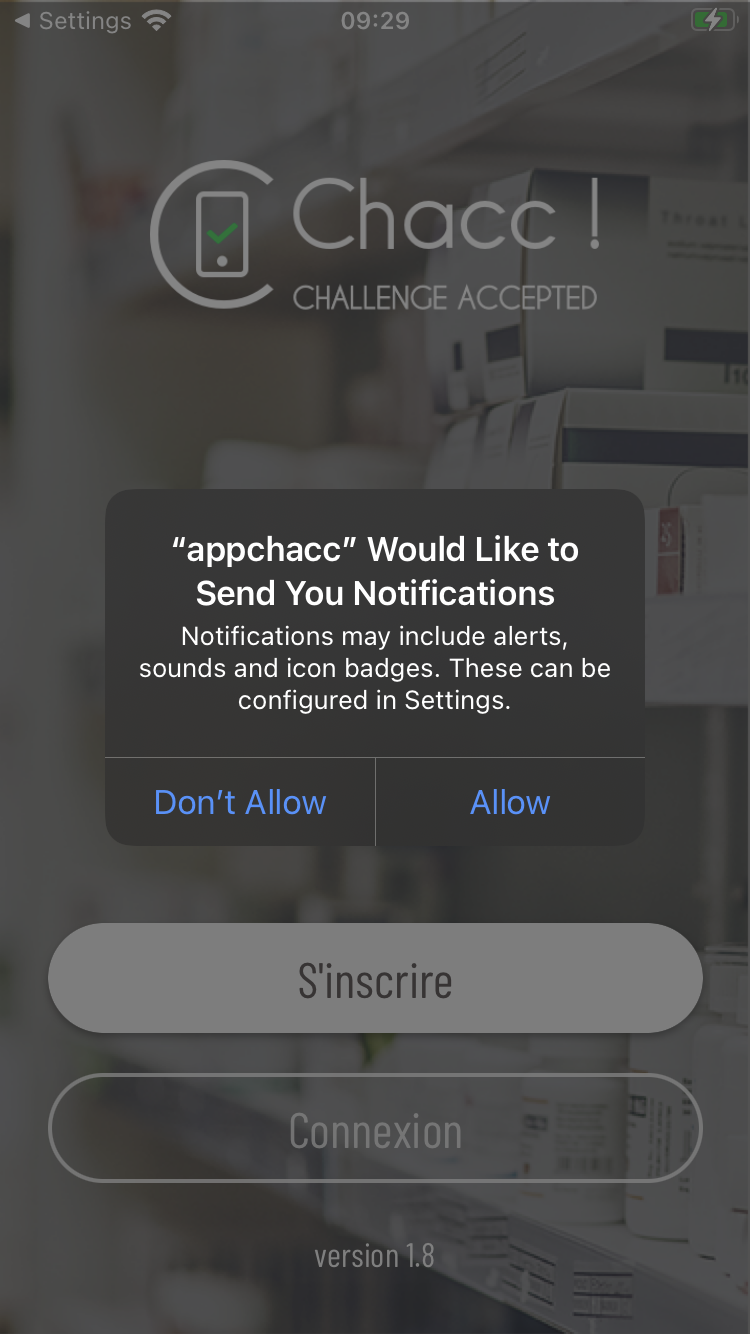 Settings
09:29
Chacc !
CHALLENGE ACCEPTED
Throat L
“appchacc” Would Like to
Send You Notifications
Notifications may include alerts,
sounds and icon badges. These can be
configured in Settings.
Don’t Allow
Allow
S'inscrire
Connexion
version 1.8